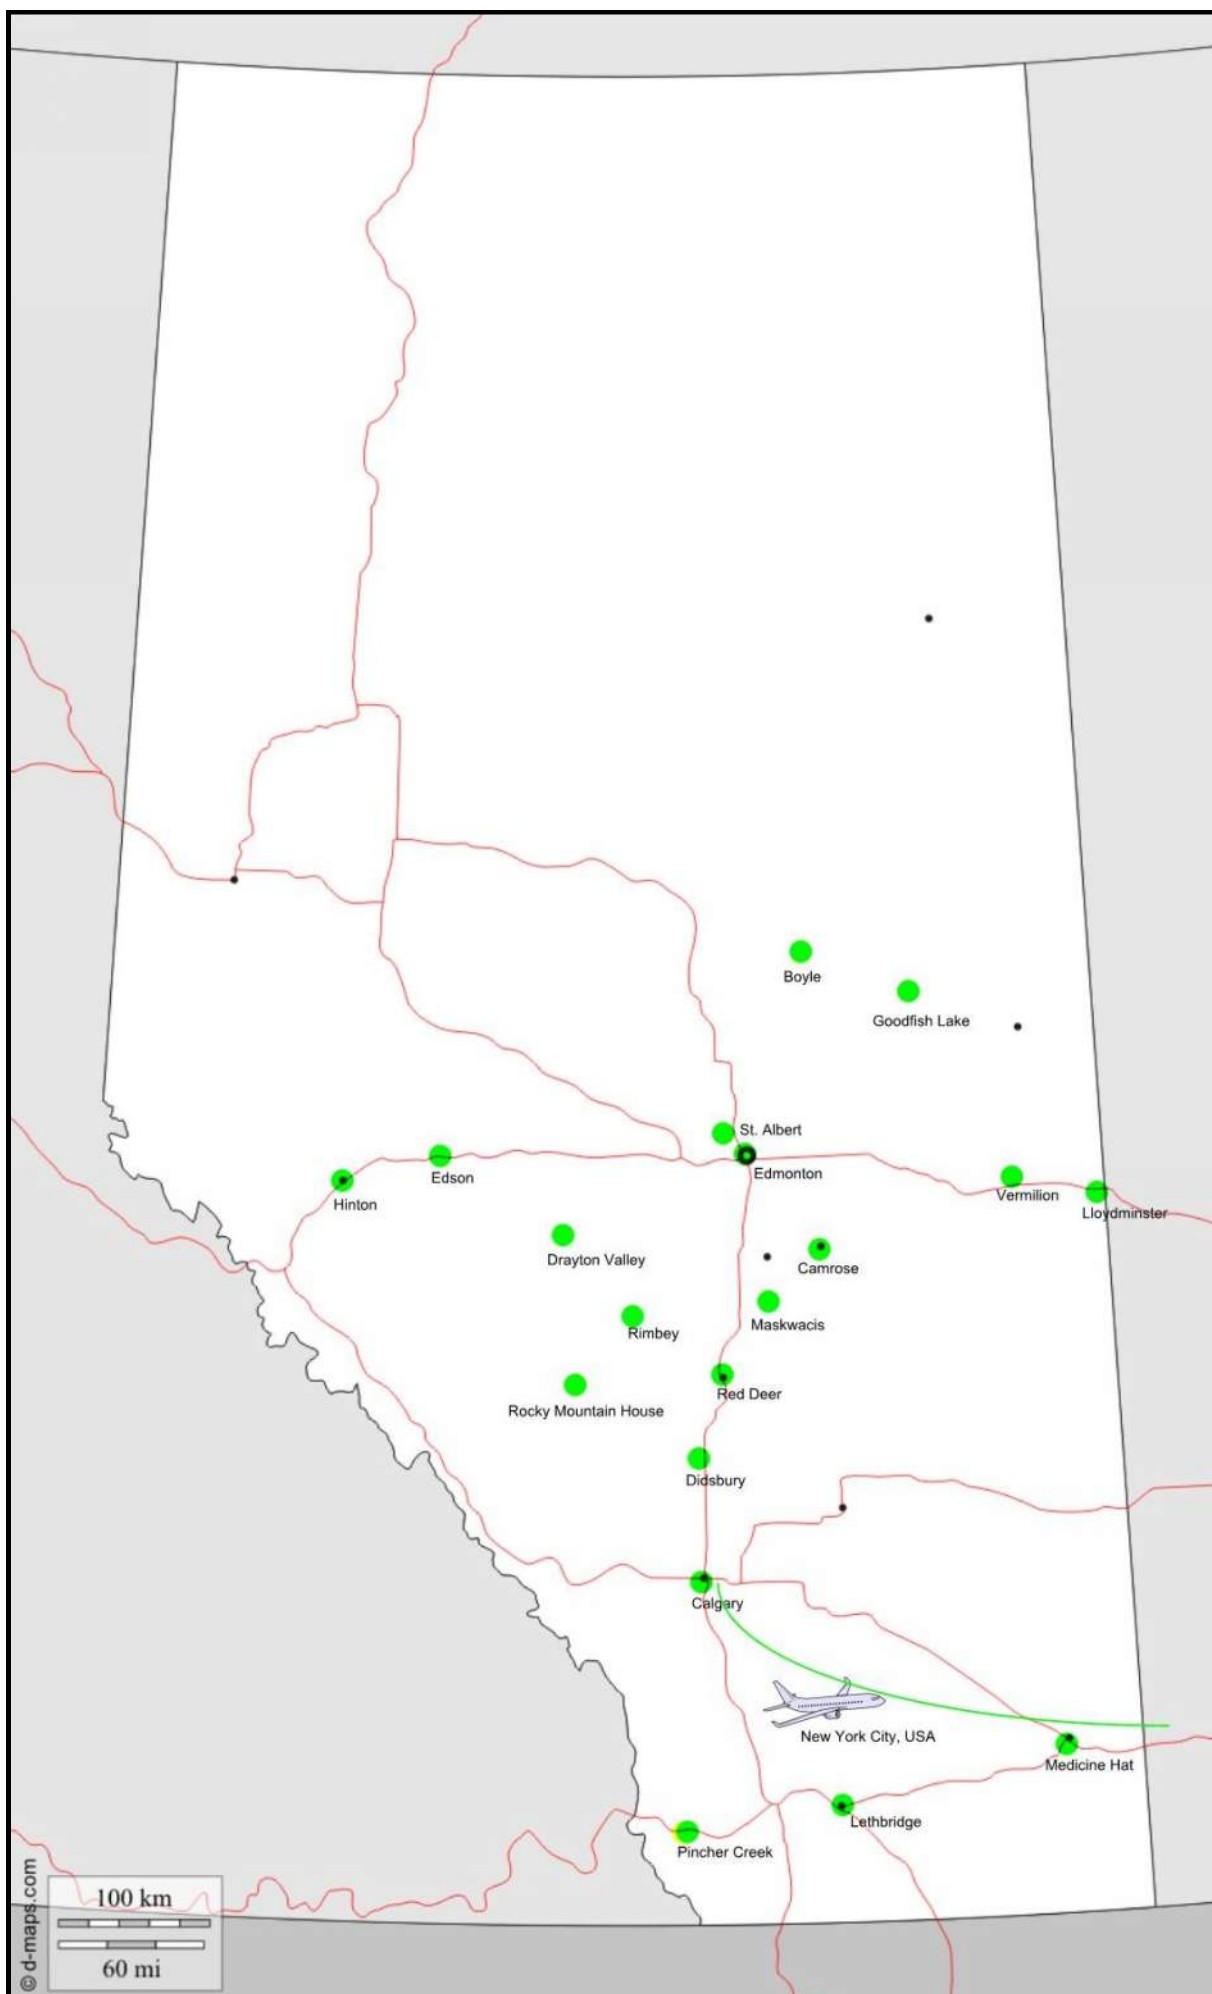 Boyle
Goodfish Lake
St. Albert
Edmonton
Edson
Hinton
Vermilion
Lloydminster
Drayton Valley
Camrose
Maskwacis
Rimbey
Red Deer
Rocky Mountain House
Didsbury
Calgary
New York City, USA
Medicine Hat
Lethbridge
Pincher Creek
© d-maps.com
100 km
60 mi